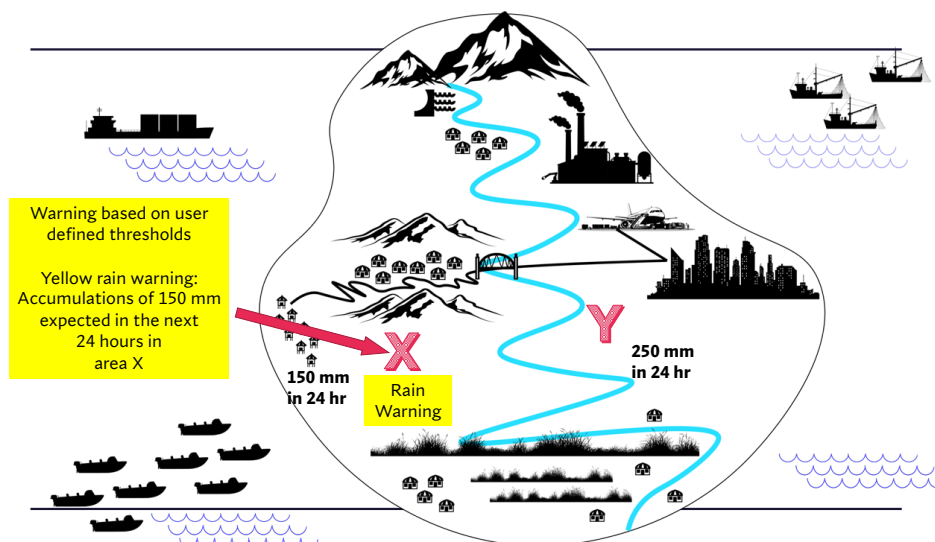 Warning based on user
defined thresholds
Yellow rain warning:
Accumulations of 150 mm
expected in the next
24 hours in
area X
X
Y
150 mm
in 24 hr
250 mm
in 24 hr
Rain
Warning